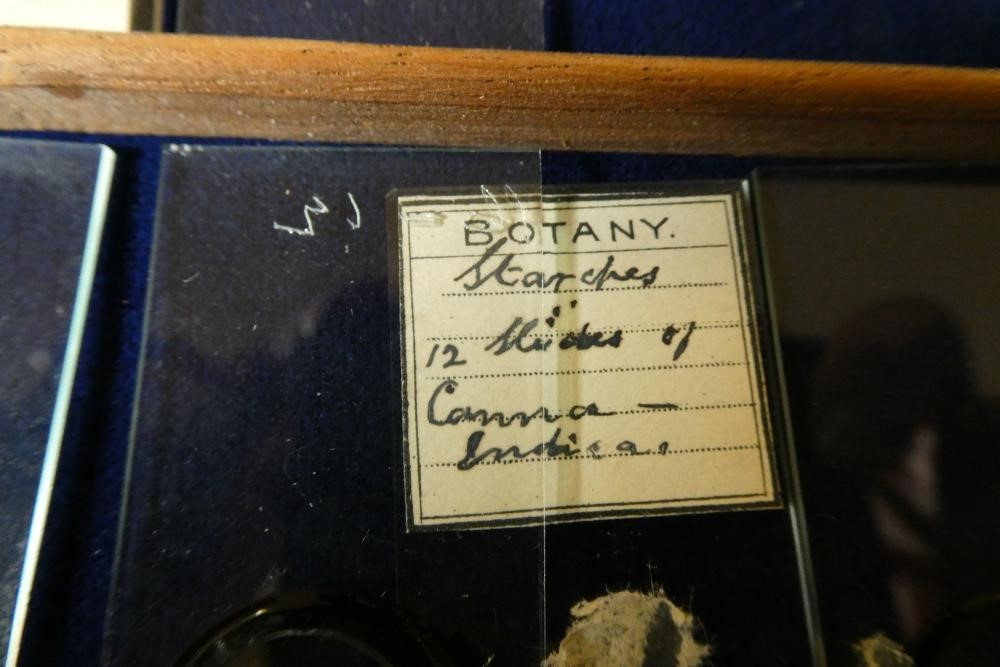 BOTANY.
Starches
12 Slides of
Canna -
Indica.